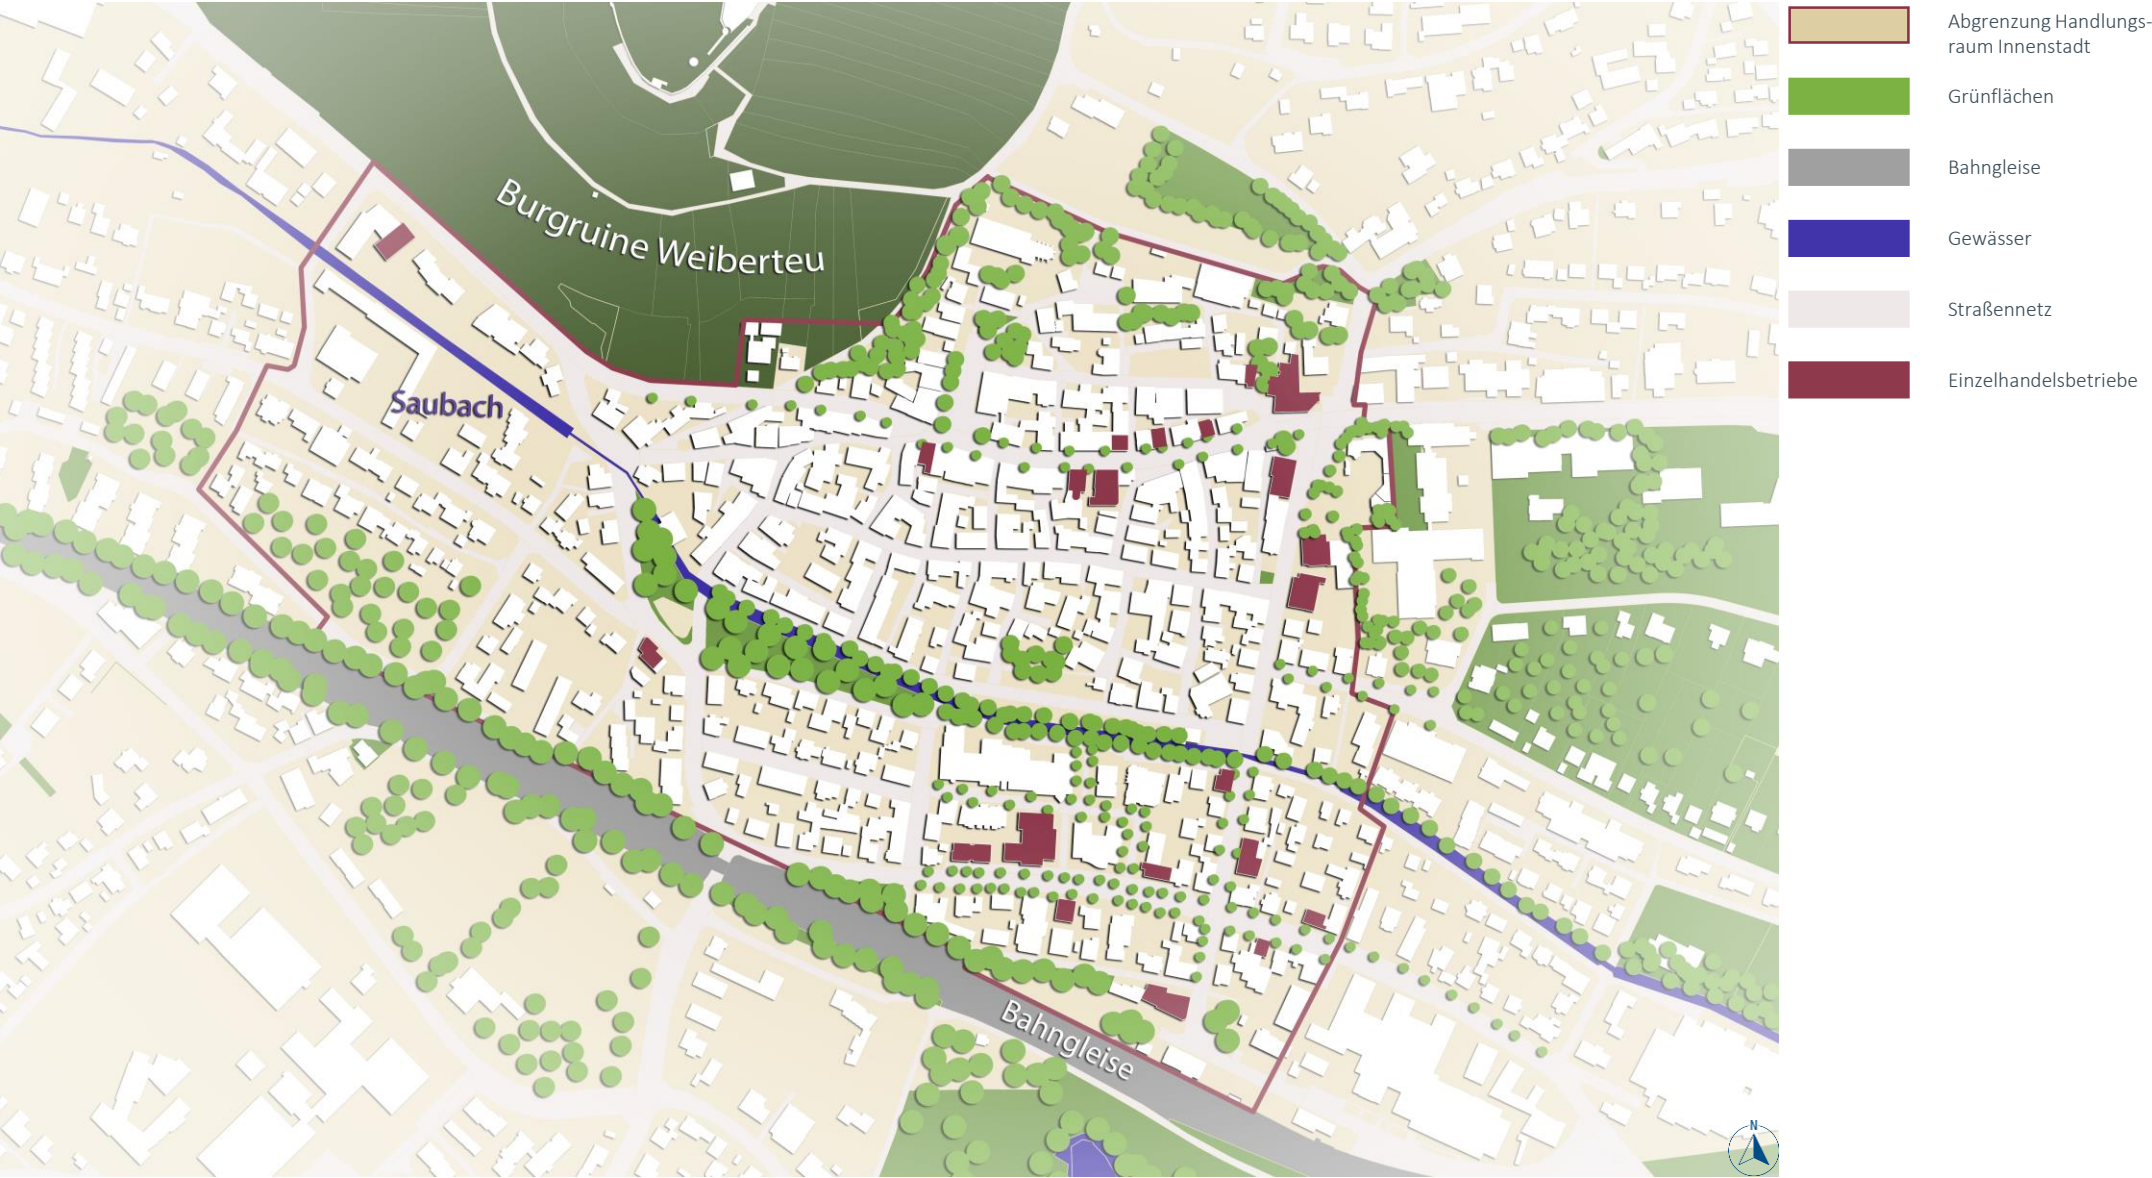 Abgrenzung Handlungs-
raum Innenstadt
Grünflächen
Bahngleise
Gewässer
Straßennetz
Einzelhandelsbetriebe
Burgruine Weiberteu
Saubach
Bahngleise
N